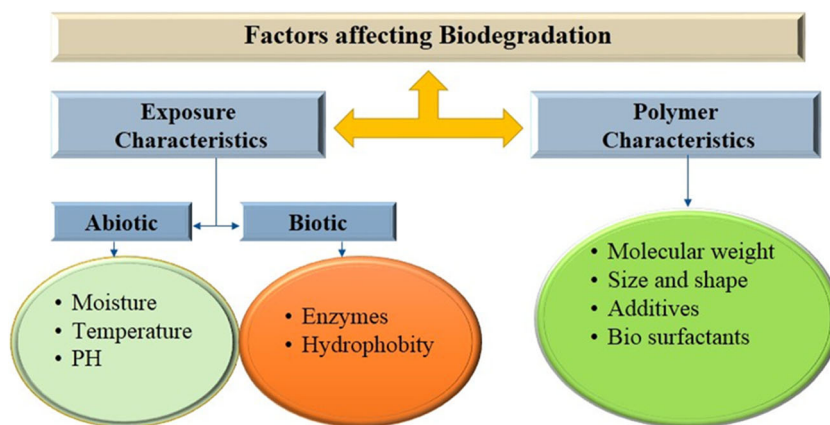 Factors affecting Biodegradation
Exposure
Characteristics
Polymer
Characteristics
Abiotic
Biotic
• Moisture
• Temperature
• PH
• Enzymes
• Hydrophobity
• Molecular weight
• Size and shape
• Additives
• Bio surfactants